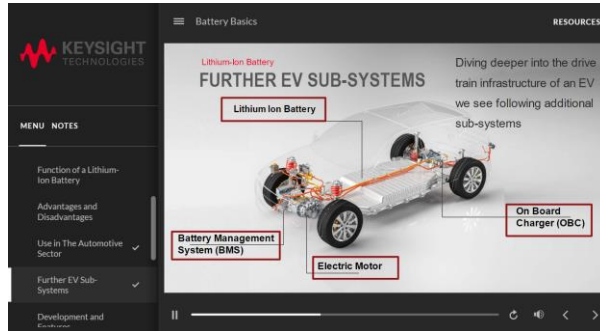 Battery Basics
RESOURCES
KEYSIGHT
TECHNOLOGIES
MENU NOTES
Function of a Lithium-
Ion Battery
Advantages and
Disadvantages
Use in The Automotive
Sector
Further EV Sub-
Systems
Development and
Features
Lithium-Ion Battery
FURTHER EV SUB-SYSTEMS
Diving deeper into the drive
train infrastructure of an EV
we see following additional
sub-systems
Lithium Ion Battery
On Board
Charger (OBC)
Battery Management
System (BMS)
Electric Motor